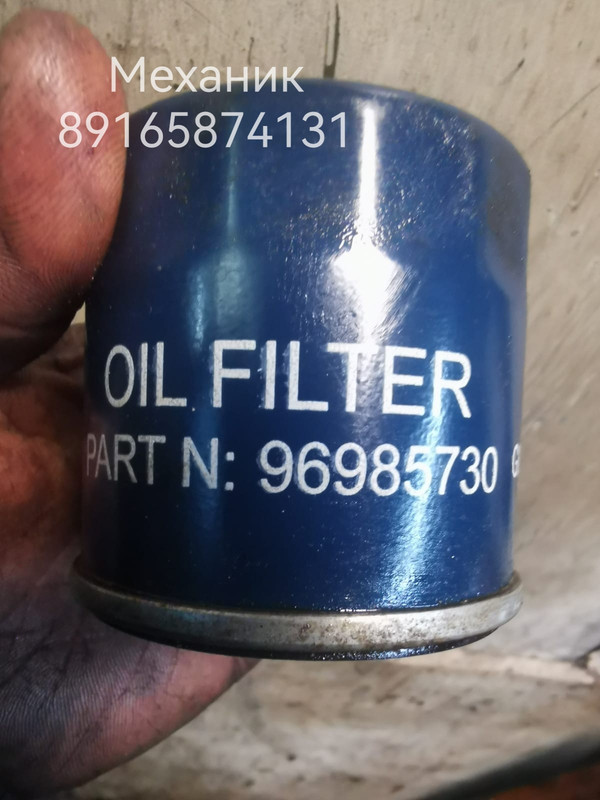 Механик
89165874131
OIL FILTER
PART N: 96985730